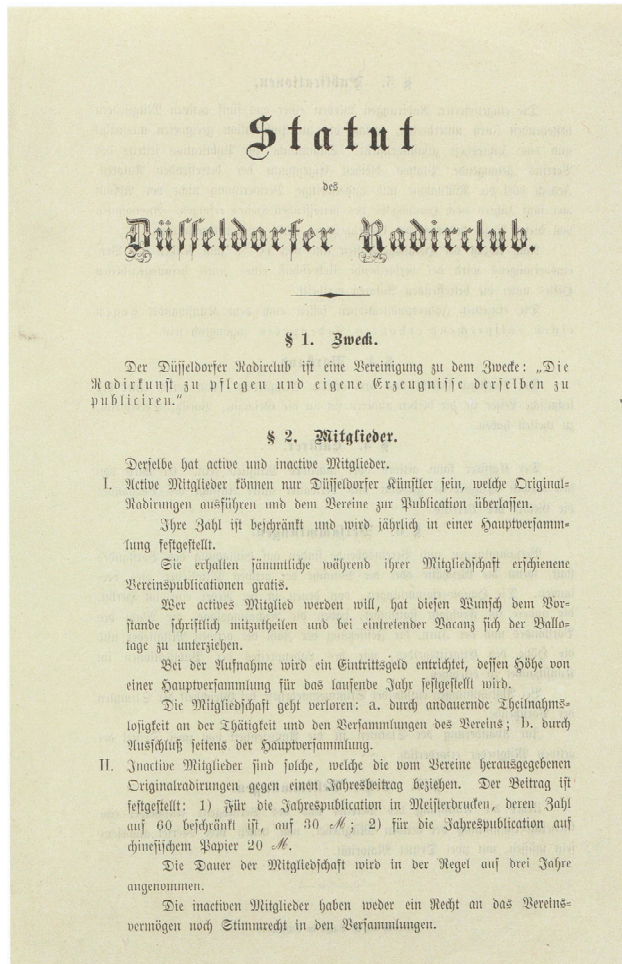 Statut
des
Düsseldorfer Radirclub.
§ 1. Zweck.
Der Düsseldorfer Radirclub ist eine Vereinigung zu dem Zwecke: „Die
Radirkunst zu pflegen und eigene Erzeugnisse derselben zu
publiciren.“
§ 2. Mitglieder.
Derselbe hat active und inactive Mitglieder.
I. Active Mitglieder können nur Düsseldorfer Künstler sein, welche Original-
Radirungen ausführen und dem Vereine zur Publication überlassen.
Ihre Zahl ist beschränkt und wird jährlich in einer Hauptversamm-
lung festgestellt.
Sie erhalten sämmtliche während ihrer Mitgliedschaft erschienene
Vereinspublicationen gratis.
Wer actives Mitglied werden will, hat diesen Wunsch dem Vor-
stande schriftlich mitzutheilen und bei eintretender Vacanz sich der Ballo-
tage zu unterziehen.
Bei der Aufnahme wird ein Eintrittsgeld entrichtet, dessen Höhe von
einer Hauptversammlung für das laufende Jahr festgestellt wird.
Die Mitgliedschaft geht verloren: a. durch andauernde Theilnahms-
losigkeit an der Thätigkeit und den Versammlungen des Vereins; b. durch
Ausschluß seitens der Hauptversammlung.
II. Inactive Mitglieder sind solche, welche die vom Vereine herausgegebenen
Originalradirungen gegen einen Jahresbeitrag beziehen. Der Beitrag ist
festgestellt: 1) Für die Jahrespublication in Meisterdrucken, deren Zahl
auf 60 beschränkt ist, auf 30 M; 2) für die Jahrespublication auf
chinesischem Papier 20 M.
Die Dauer der Mitgliedschaft wird in der Regel auf drei Jahre
angenommen.
Die inactiven Mitglieder haben weder ein Recht an das Vereins-
vermögen noch Stimmrecht in den Versammlungen.